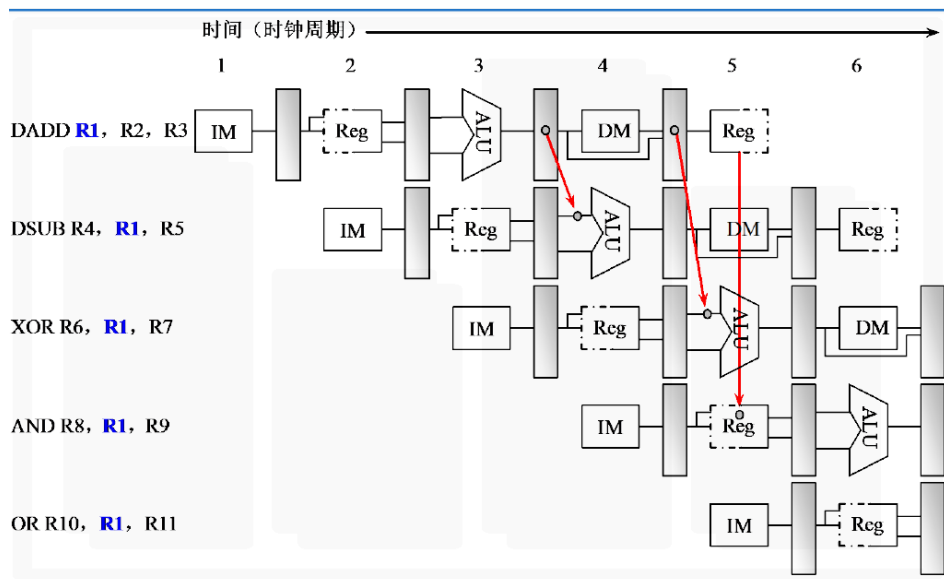 时间（时钟周期）
1 2 3 4 5 6
DADD R1，R2，R3 IM Reg ALU DM Reg
DSUB R4，R1，R5 IM Reg ALU DM Reg
XOR R6，R1，R7 IM Reg ALU DM
AND R8，R1，R9 IM Reg ALU
OR R10，R1，R11 IM Reg